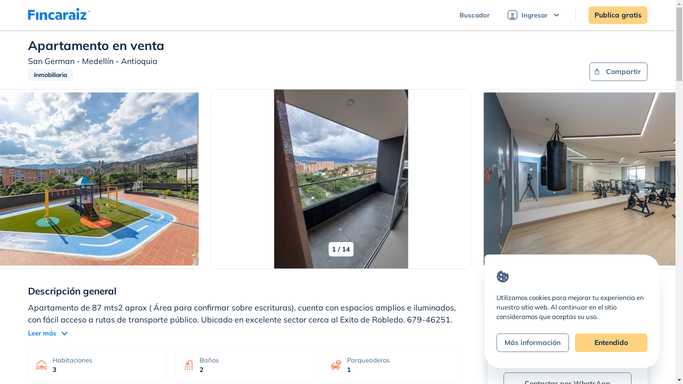 Fincaraiz
Buscador
Ingresar
Publica gratis
Apartamento en venta
San German - Medellín - Antioquia
Inmobiliaria
Compartir
1 / 14
Descripción general
Apartamento de 87 mts2 aprox ( Área para confirmar sobre escrituras), cuenta con espacios amplios e iluminados,
con fácil acceso a rutas de transporte público. Ubicado en excelente sector cerca al Exito de Robledo. 679-46251.
Leer más
Habitaciones
3
Baños
2
Parqueaderos
1
Utilizamos cookies para mejorar tu experiencia en
nuestro sitio web. Al continuar en el sitio
consideramos que aceptas su uso.
Más información
Entendido
Contactar por WhatsApp